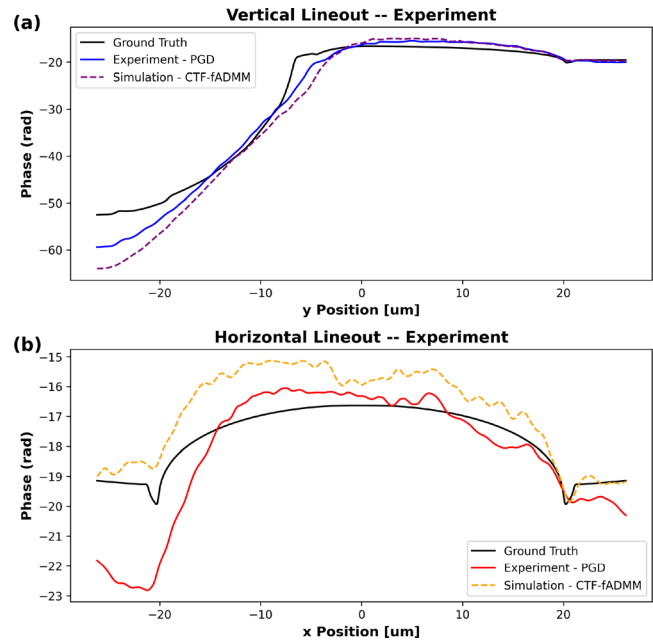 (a)
Vertical Lineout -- Experiment
Ground Truth
Experiment - PGD
Simulation - CTF-fADMM
Phase (rad)
−20
−30
−40
−50
−60
−20
−10
0
10
20
y Position [um]
(b)
Horizontal Lineout -- Experiment
Phase (rad)
−15
−16
−17
−18
−19
−20
−21
−22
−23
Ground Truth
Experiment - PGD
Simulation - CTF-fADMM
−20
−10
0
10
20
x Position [um]